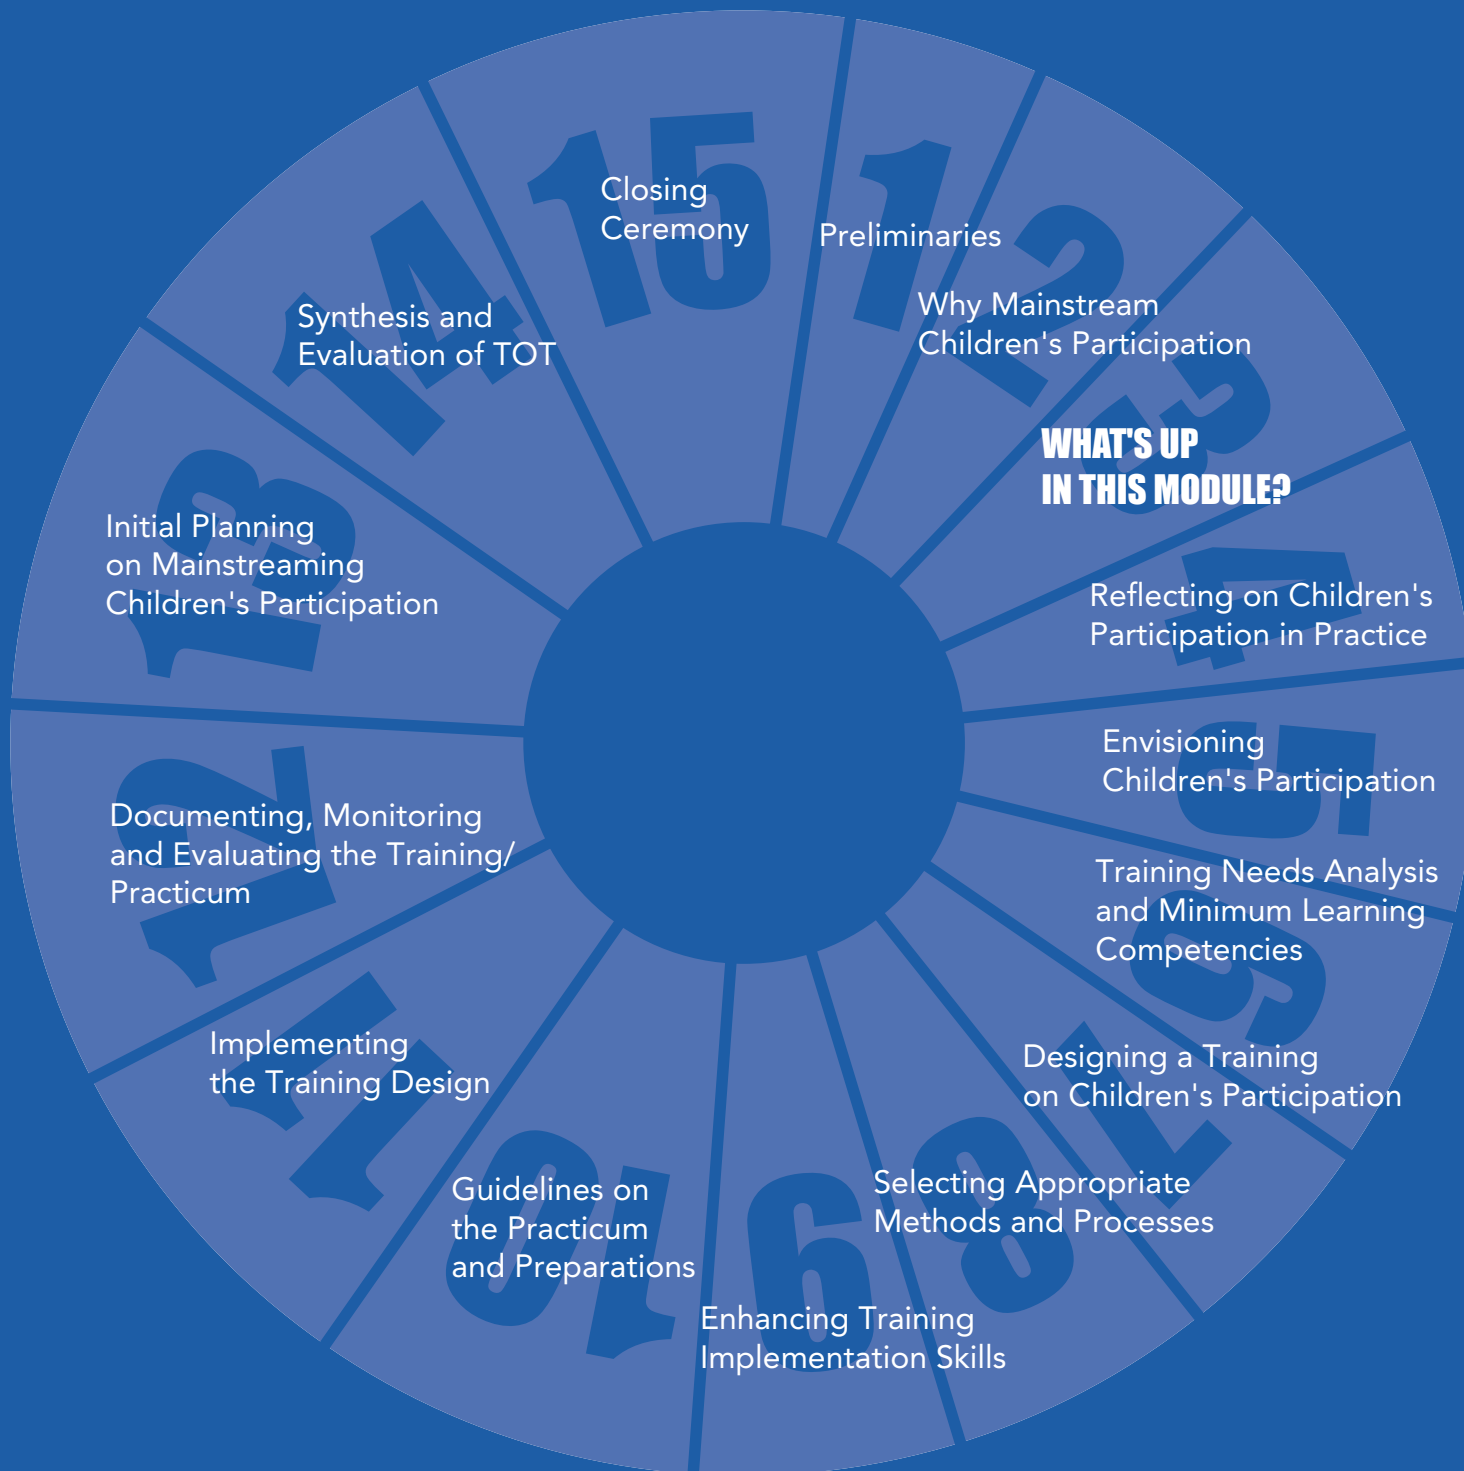 1
Preliminaries
2
Why Mainstream
Children's Participation
3
WHAT'S UP
IN THIS MODULE?
4
Reflecting on Children's
Participation in Practice
5
Envisioning
Children's Participation
6
Training Needs Analysis
and Minimum Learning
Competencies
7
Designing a Training
on Children's Participation
8
Selecting Appropriate
Methods and Processes
9
Enhancing Training
Implementation Skills
10
Guidelines on
the Practicum
and Preparations
11
Implementing
the Training Design
12
Documenting, Monitoring
and Evaluating the Training/
Practicum
13
Initial Planning
on Mainstreaming
Children's Participation
14
Synthesis and
Evaluation of TOT
15
Closing
Ceremony